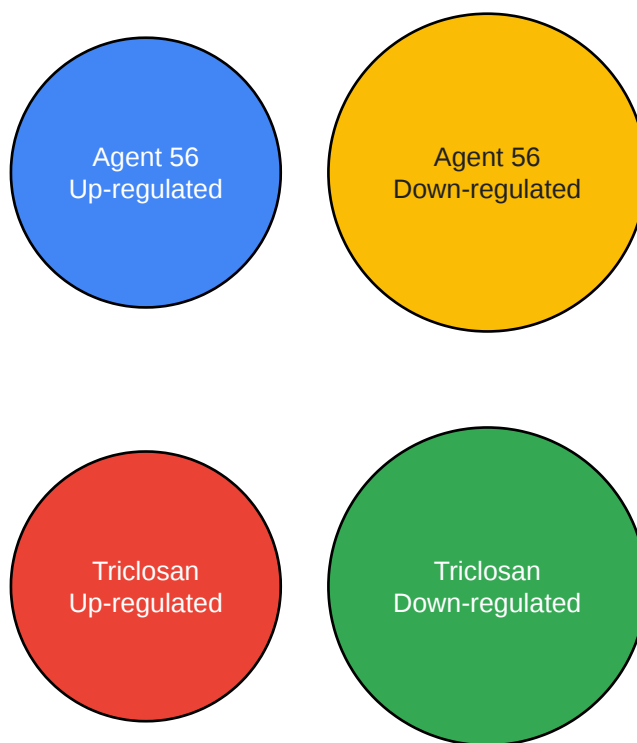 Agent 56
Up-regulated
Agent 56
Down-regulated
Triclosan
Up-regulated
Triclosan
Down-regulated